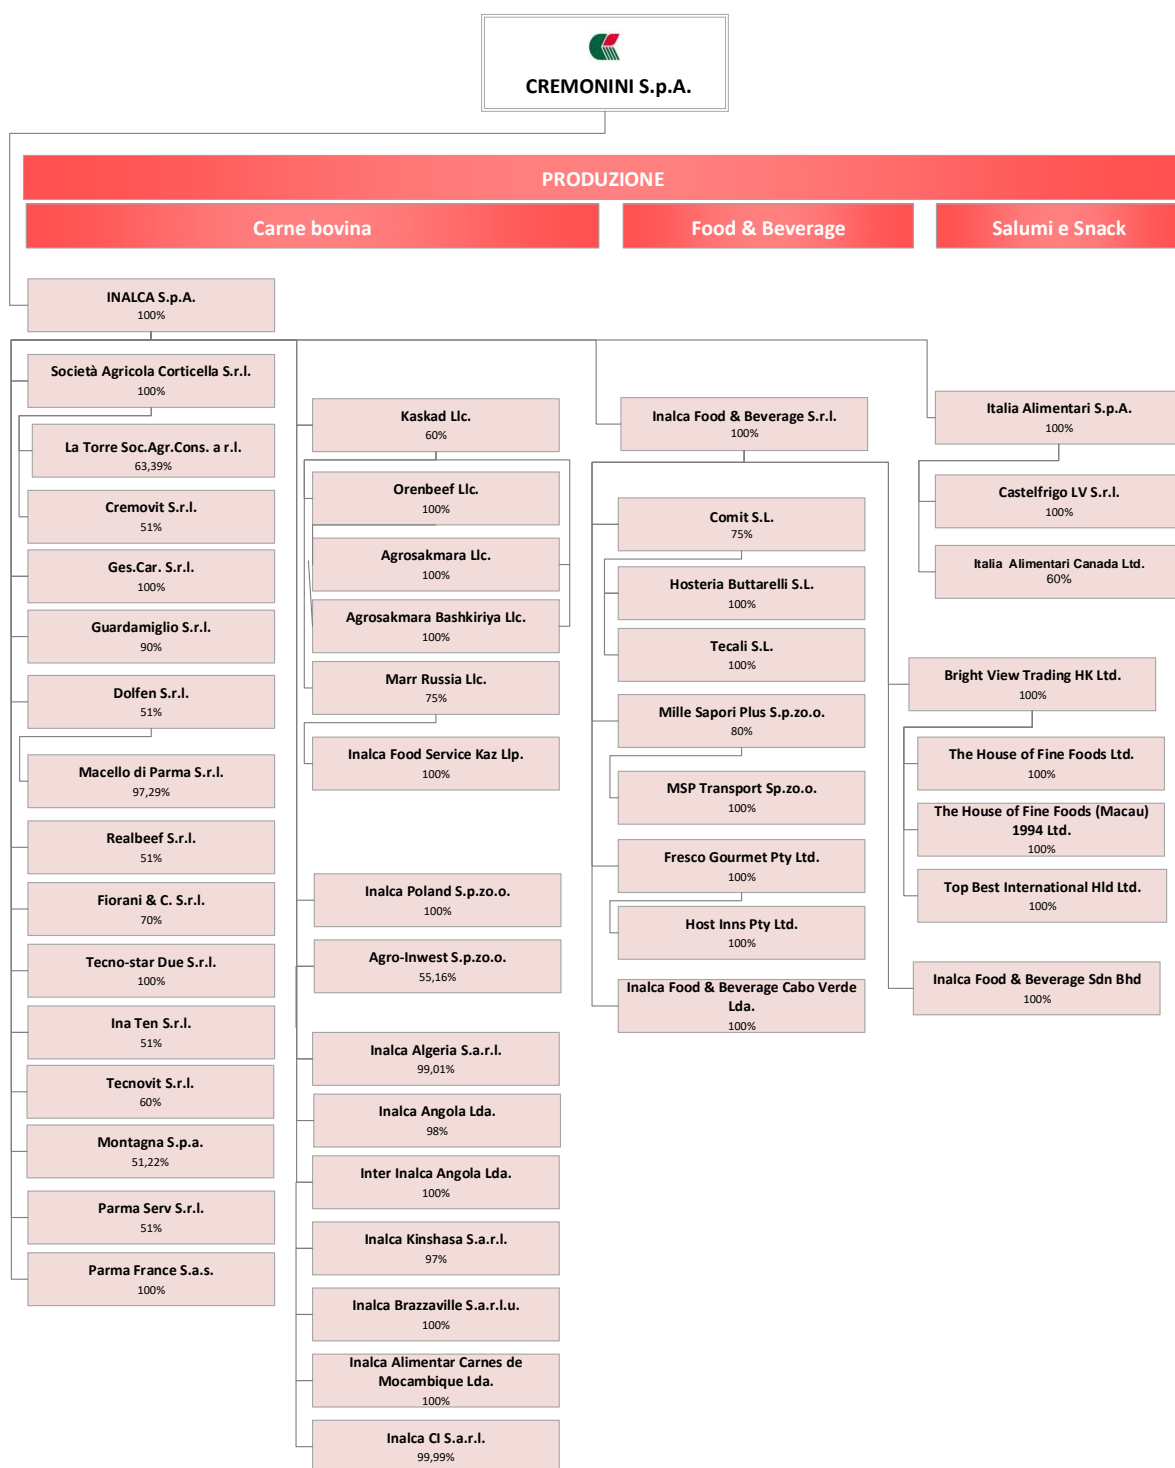 CREMONINI S.p.A.
PRODUZIONE
Carne bovina
Food & Beverage
Salumi e Snack
INALCA S.p.A.
100%
Società Agricola Corticella S.r.l.
100%
La Torre Soc.Agr.Cons. a r.l.
63,39%
Cremovit S.r.l.
51%
Ges.Car. S.r.l.
100%
Guardamiglio S.r.l.
90%
Dolfen S.r.l.
51%
Macello di Parma S.r.l.
97,29%
Realbeef S.r.l.
51%
Fiorani & C. S.r.l.
70%
Tecno-star Due S.r.l.
100%
Ina Ten S.r.l.
51%
Tecnovit S.r.l.
60%
Montagna S.p.a.
51,22%
Parma Serv S.r.l.
51%
Parma France S.a.s.
100%
Kaskad Llc.
60%
Orenbeef Llc.
100%
Agrosakmara Llc.
100%
Agrosakmara Bashkiriya Llc.
100%
Marr Russia Llc.
75%
Inalca Food Service Kaz Llp.
100%
Inalca Poland S.p.zo.o.
100%
Agro-Inwest S.p.zo.o.
55,16%
Inalca Algeria S.a.r.l.
99,01%
Inalca Angola Lda.
98%
Inter Inalca Angola Lda.
100%
Inalca Kinshasa S.a.r.l.
97%
Inalca Brazzaville S.a.r.l.u.
100%
Inalca Alimentar Carnes de
Mocambique Lda.
100%
Inalca CI S.a.r.l.
99,99%
Inalca Food & Beverage S.r.l.
100%
Comit S.L.
75%
Hosteria Buttarelli S.L.
100%
Tecali S.L.
100%
Mille Sapori Plus S.p.zo.o.
80%
MSP Transport Sp.zo.o.
100%
Fresco Gourmet Pty Ltd.
100%
Host Inns Pty Ltd.
100%
Inalca Food & Beverage Cabo Verde
Lda.
100%
Italia Alimentari S.p.A.
100%
Castelfrigo LV S.r.l.
100%
Italia Alimentari Canada Ltd.
60%
Bright View Trading HK Ltd.
100%
The House of Fine Foods Ltd.
100%
The House of Fine Foods (Macau)
1994 Ltd.
100%
Top Best International Hld Ltd.
100%
Inalca Food & Beverage Sdn Bhd
100%